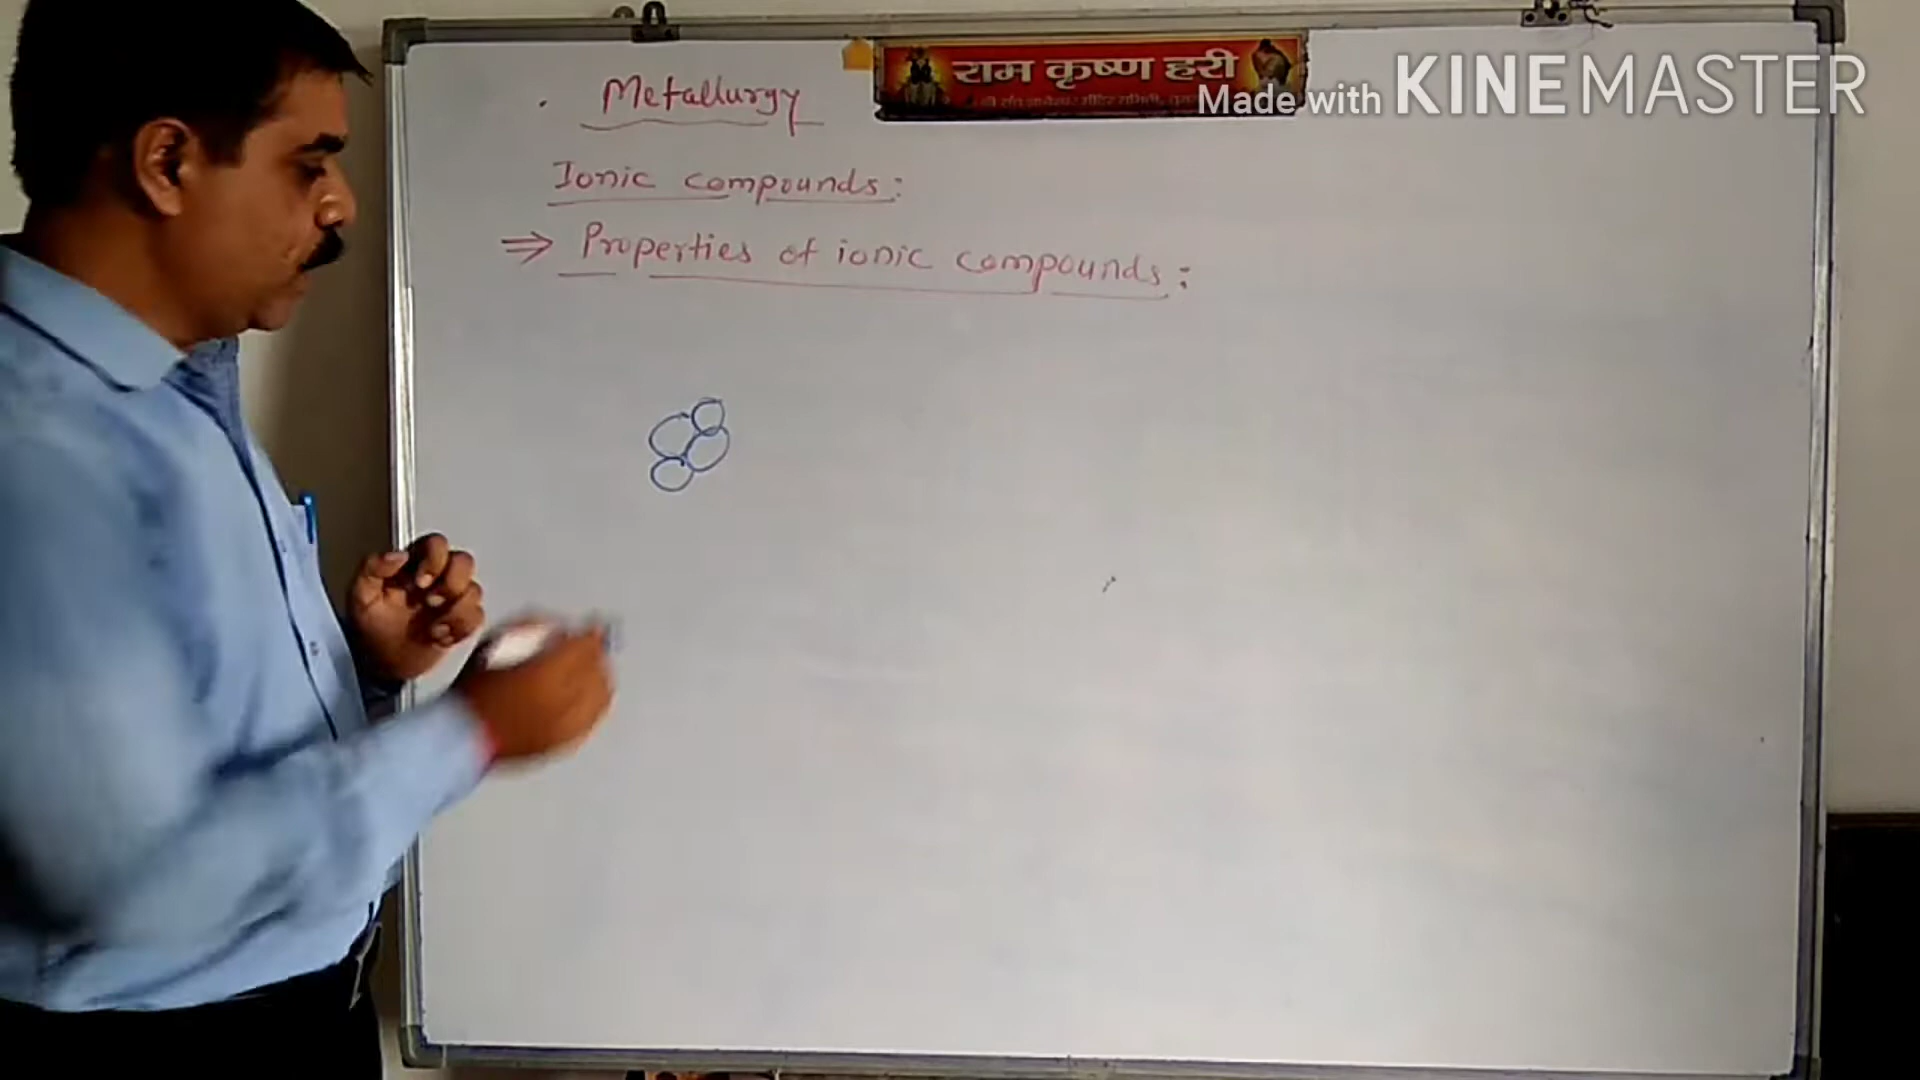 Metallurgy
राम कृष्ण हरी
Made with KINEMASTER
Ionic compounds:
⇒ Properties of ionic compounds: